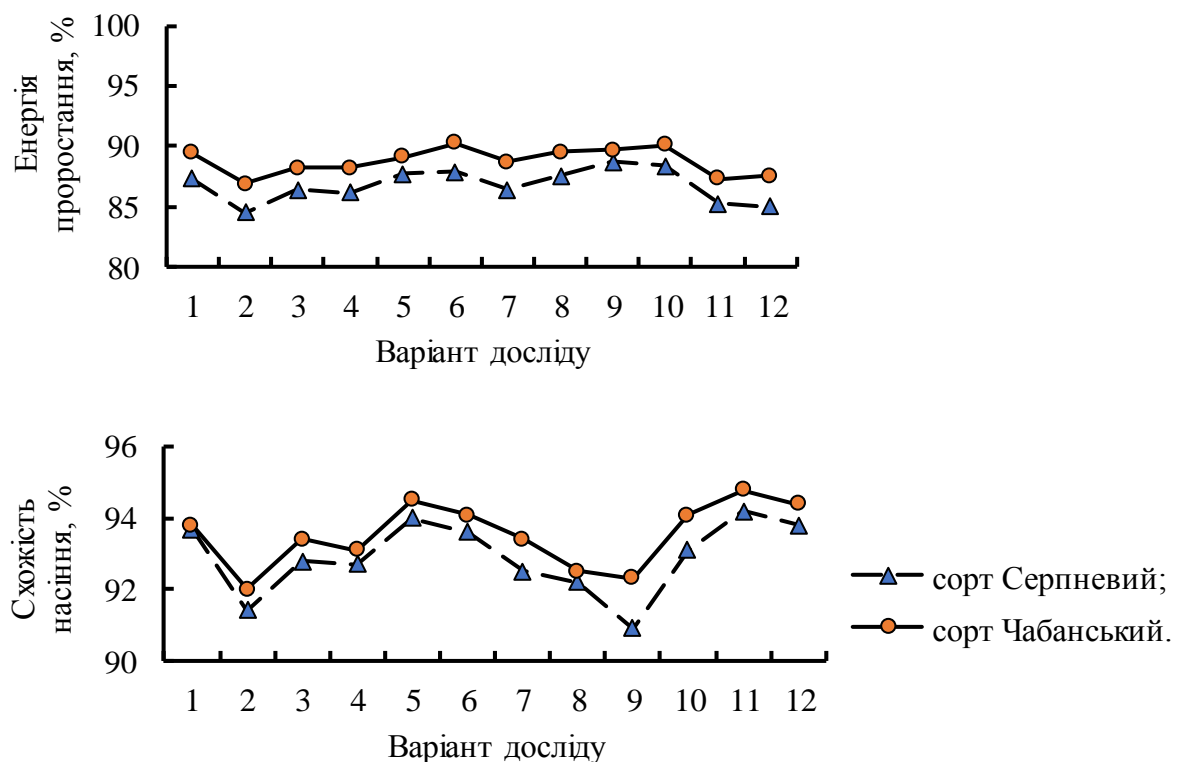 Енергія
проростання, %
100
95
90
85
80
1 2 3 4 5 6 7 8 9 10 11 12
Варіант досліду
Схожість
насіння, %
96
94
92
90
1 2 3 4 5 6 7 8 9 10 11 12
Варіант досліду
сорт Серпневий;
сорт Чабанський.